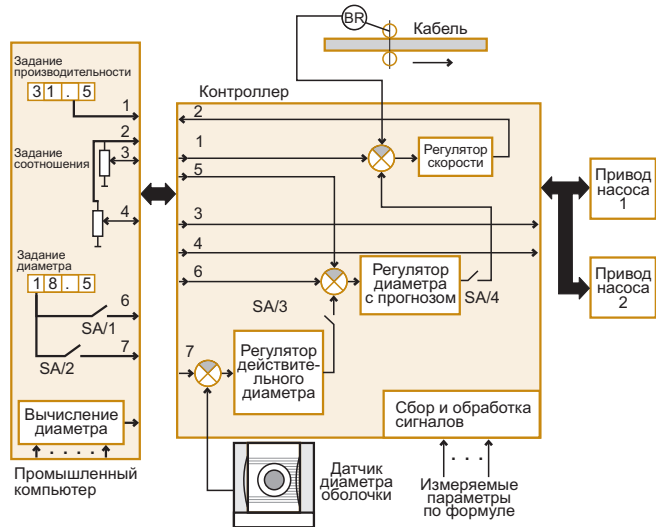 BR
Кабель
Задание
производительности
3 1 . 5
1
2
3
Задание
соотношения
4
Задание
диаметра
1 8 . 5
6
SA/1
7
SA/2
Вычисление
диаметра
Промышленный
компьютер
Контроллер
2
1
5
3
4
6
7
Регулятор
скорости
Регулятор
диаметра
с прогнозом
SA/3
SA/4
Регулятор
действите-
льного
диаметра
Сбор и обработка
сигналов
Датчик
диаметра
оболочки
Измеряемые
параметры
по формуле
Привод
насоса
1
Привод
насоса
2